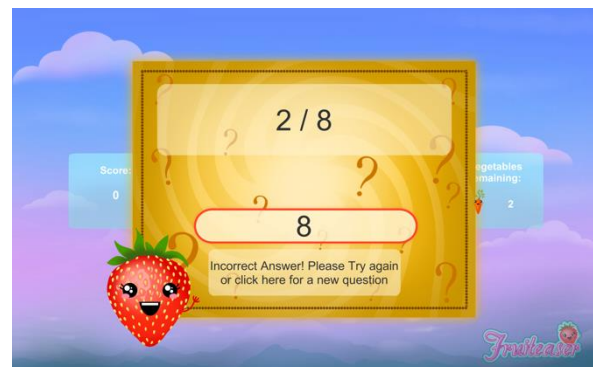 2 / 8
Score:
0
egetables
emaining:
2
8
Incorrect Answer! Please Try again
or click here for a new question
Fruiteaser